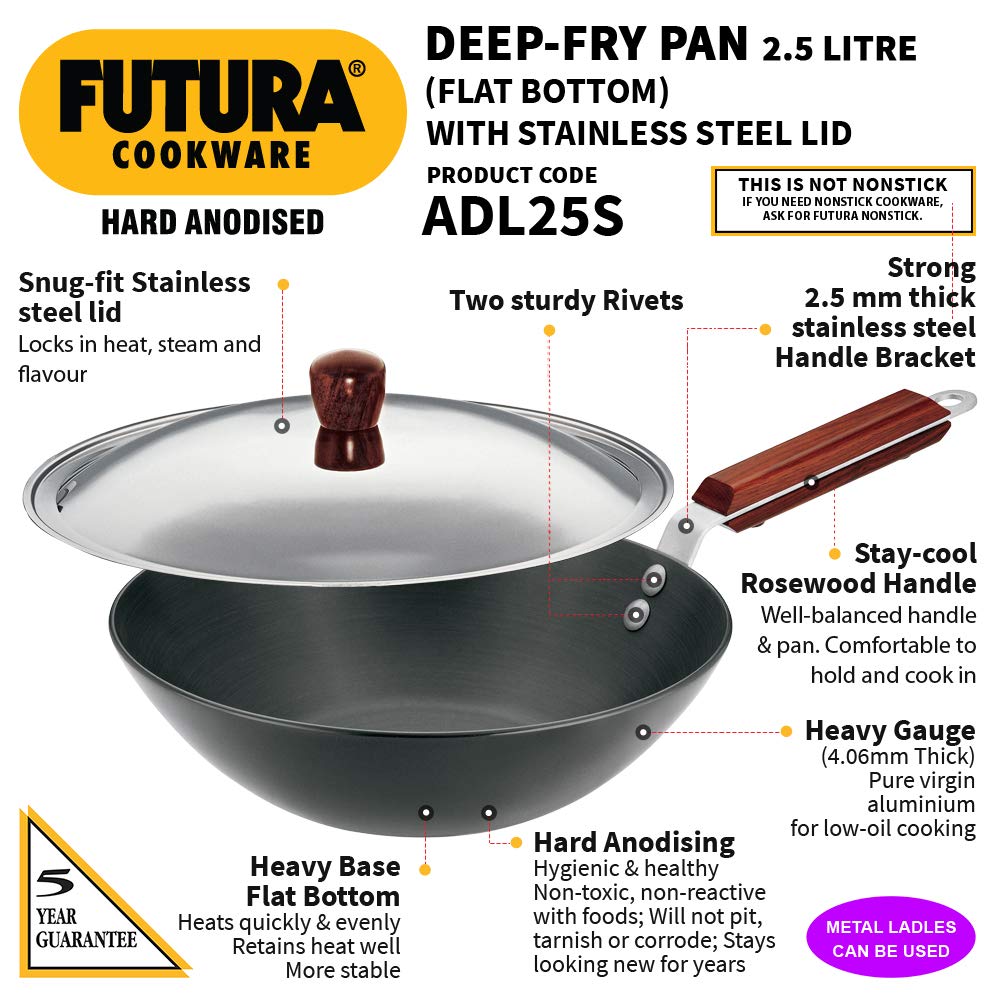 FUTURA®
COOKWARE
HARD ANODISED
DEEP-FRY PAN 2.5 LITRE
(FLAT BOTTOM)
WITH STAINLESS STEEL LID
PRODUCT CODE
ADL25S
THIS IS NOT NONSTICK
IF YOU NEED NONSTICK COOKWARE,
ASK FOR FUTURA NONSTICK.
Snug-fit Stainless
steel lid
Locks in heat, steam and
flavour
Two sturdy Rivets
Strong
2.5 mm thick
stainless steel
Handle Bracket
Stay-cool
Rosewood Handle
Well-balanced handle
& pan. Comfortable to
hold and cook in
Heavy Gauge
(4.06mm Thick)
Pure virgin
aluminium
for low-oil cooking
Hard Anodising
Hygienic & healthy
Non-toxic, non-reactive
with foods; Will not pit,
tarnish or corrode; Stays
looking new for years
Heavy Base
Flat Bottom
Heats quickly & evenly
Retains heat well
More stable
5
YEAR
GUARANTEE
METAL LADLES
CAN BE USED